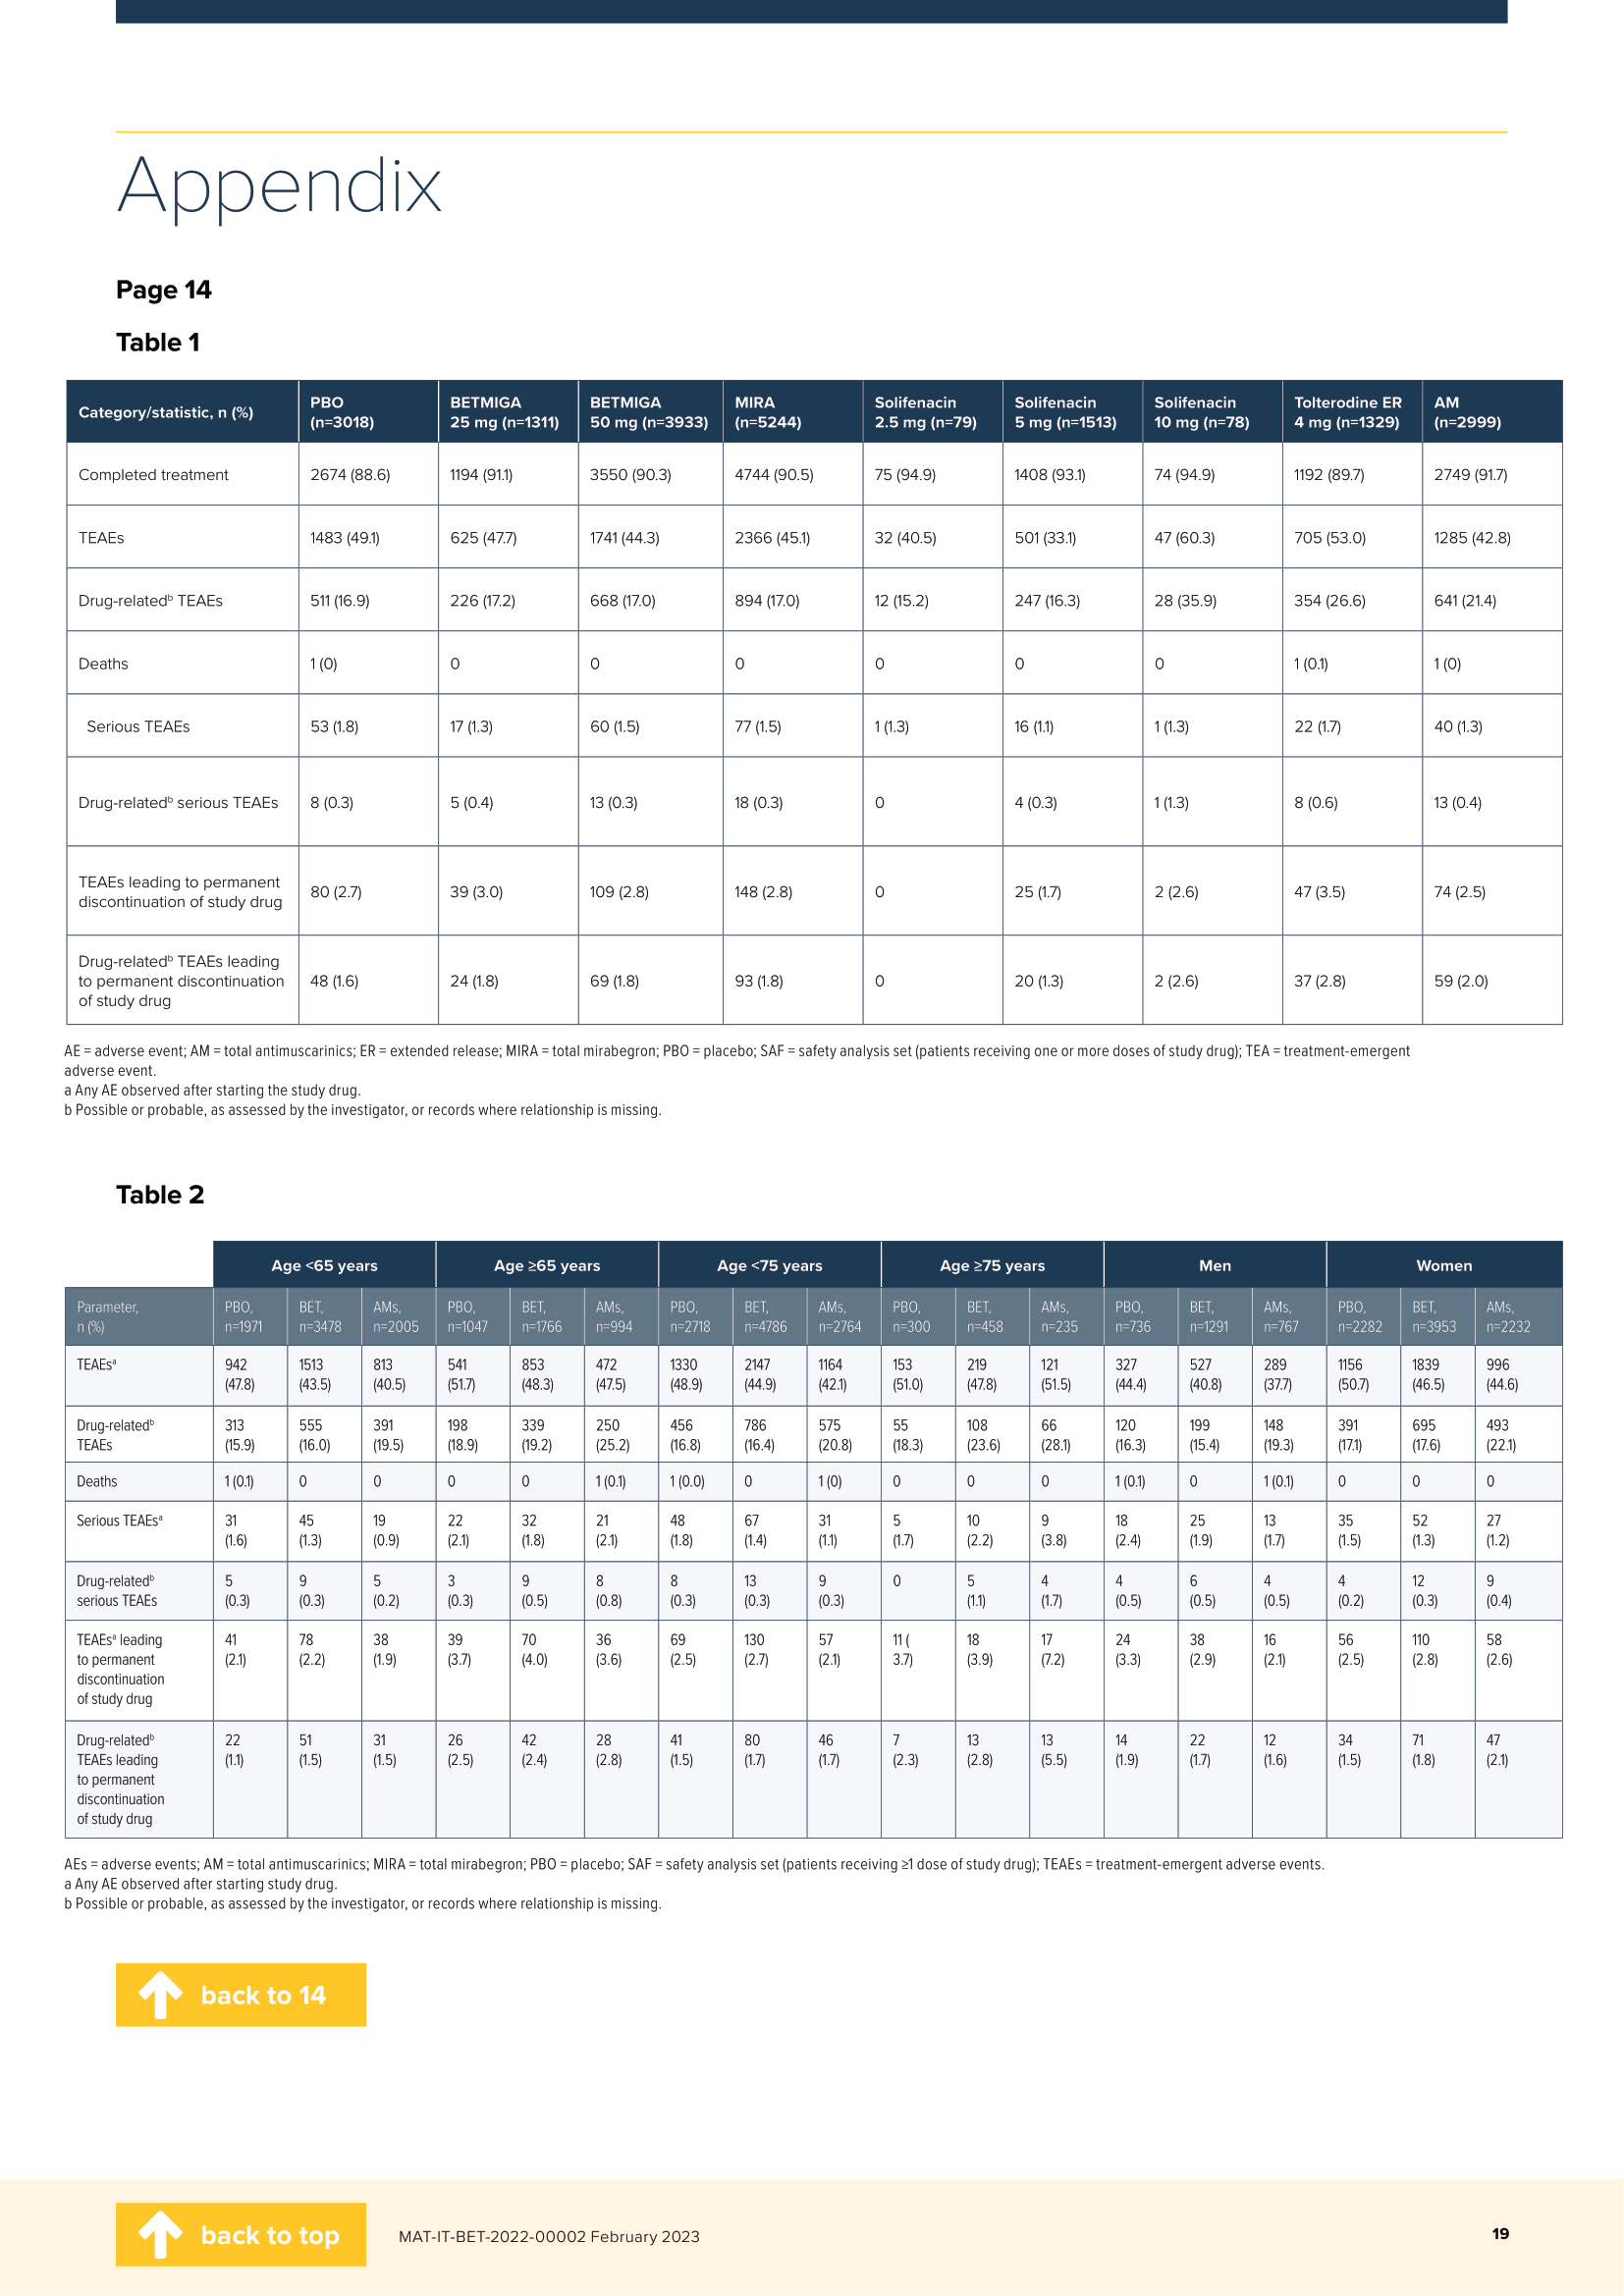 Appendix
Page 14
Table 1
Category/statistic, n (%) PBO (n=3018) BETMIGA 25 mg (n=1311) BETMIGA 50 mg (n=3933) MIRA (n=5244) Solifenacin 2.5 mg (n=79) Solifenacin 5 mg (n=1513) Solifenacin 10 mg (n=78) Tolterodine ER 4 mg (n=1329) AM (n=2999)
Completed treatment 2674 (88.6) 1194 (91.1) 3550 (90.3) 4744 (90.5) 75 (94.9) 1408 (93.1) 74 (94.9) 1192 (89.7) 2749 (91.7)
TEAEs 1483 (49.1) 625 (47.7) 1741 (44.3) 2366 (45.1) 32 (40.5) 501 (33.1) 47 (60.3) 705 (53.0) 1285 (42.8)
Drug-relatedᵇ TEAEs 511 (16.9) 226 (17.2) 668 (17.0) 894 (17.0) 12 (15.2) 247 (16.3) 28 (35.9) 354 (26.6) 641 (21.4)
Deaths 1 (0) 0 0 0 0 0 0 1 (0.1) 1 (0)
Serious TEAEs 53 (1.8) 17 (1.3) 60 (1.5) 77 (1.5) 1 (1.3) 16 (1.1) 1 (1.3) 22 (1.7) 40 (1.3)
Drug-relatedᵇ serious TEAEs 8 (0.3) 5 (0.4) 13 (0.3) 18 (0.3) 0 4 (0.3) 1 (1.3) 8 (0.6) 13 (0.4)
TEAEs leading to permanent discontinuation of study drug 80 (2.7) 39 (3.0) 109 (2.8) 148 (2.8) 0 25 (1.7) 2 (2.6) 47 (3.5) 74 (2.5)
Drug-relatedᵇ TEAEs leading to permanent discontinuation of study drug 48 (1.6) 24 (1.8) 69 (1.8) 93 (1.8) 0 20 (1.3) 2 (2.6) 37 (2.8) 59 (2.0)
AE = adverse event; AM = total antimuscarinics; ER = extended release; MIRA = total mirabegron; PBO = placebo; SAF = safety analysis set (patients receiving one or more doses of study drug); TEA = treatment-emergent
adverse event.
a Any AE observed after starting the study drug.
b Possible or probable, as assessed by the investigator, or records where relationship is missing.
Table 2
Age <65 years Age ≥65 years Age <75 years Age ≥75 years Men Women
Parameter, n (%) PBO, n=1971 BET, n=3478 AMs, n=2005 PBO, n=1047 BET, n=1766 AMs, n=994 PBO, n=2718 BET, n=4786 AMs, n=2764 PBO, n=300 BET, n=458 AMs, n=235 PBO, n=736 BET, n=1291 AMs, n=767 PBO, n=2282 BET, n=3953 AMs, n=2232
TEAEsᵃ 942 (47.8) 1513 (43.5) 813 (40.5) 541 (51.7) 853 (48.3) 472 (47.5) 1330 (48.9) 2147 (44.9) 1164 (42.1) 153 (51.0) 219 (47.8) 121 (51.5) 327 (44.4) 527 (40.8) 289 (37.7) 1156 (50.7) 1839 (46.5) 996 (44.6)
Drug-relatedᵇ TEAEs 313 (15.9) 555 (16.0) 391 (19.5) 198 (18.9) 339 (19.2) 250 (25.2) 456 (16.8) 786 (16.4) 575 (20.8) 55 (18.3) 108 (23.6) 66 (28.1) 120 (16.3) 199 (15.4) 148 (19.3) 391 (17.1) 695 (17.6) 493 (22.1)
Deaths 1 (0.1) 0 0 0 0 1 (0.1) 1 (0.0) 0 1 (0) 0 0 0 1 (0.1) 0 1 (0.1) 0 0 0
Serious TEAEsᵃ 31 (1.6) 45 (1.3) 19 (0.9) 22 (2.1) 32 (1.8) 21 (2.1) 48 (1.8) 67 (1.4) 31 (1.1) 5 (1.7) 10 (2.2) 9 (3.8) 18 (2.4) 25 (1.9) 13 (1.7) 35 (1.5) 52 (1.3) 27 (1.2)
Drug-relatedᵇ serious TEAEs 5 (0.3) 9 (0.3) 5 (0.2) 3 (0.3) 9 (0.5) 8 (0.8) 8 (0.3) 13 (0.3) 9 (0.3) 0 5 (1.1) 4 (1.7) 4 (0.5) 6 (0.5) 4 (0.5) 4 (0.2) 12 (0.3) 9 (0.4)
TEAEsᵃ leading to permanent discontinuation of study drug 41 (2.1) 78 (2.2) 38 (1.9) 39 (3.7) 70 (4.0) 36 (3.6) 69 (2.5) 130 (2.7) 57 (2.1) 11 ( 3.7) 18 (3.9) 17 (7.2) 24 (3.3) 38 (2.9) 16 (2.1) 56 (2.5) 110 (2.8) 58 (2.6)
Drug-relatedᵇ TEAEs leading to permanent discontinuation of study drug 22 (1.1) 51 (1.5) 31 (1.5) 26 (2.5) 42 (2.4) 28 (2.8) 41 (1.5) 80 (1.7) 46 (1.7) 7 (2.3) 13 (2.8) 13 (5.5) 14 (1.9) 22 (1.7) 12 (1.6) 34 (1.5) 71 (1.8) 47 (2.1)
AEs = adverse events; AM = total antimuscarinics; MIRA = total mirabegron; PBO = placebo; SAF = safety analysis set (patients receiving ≥1 dose of study drug); TEAEs = treatment-emergent adverse events.
a Any AE observed after starting study drug.
b Possible or probable, as assessed by the investigator, or records where relationship is missing.
back to 14
back to top
MAT-IT-BET-2022-00002 February 2023
19